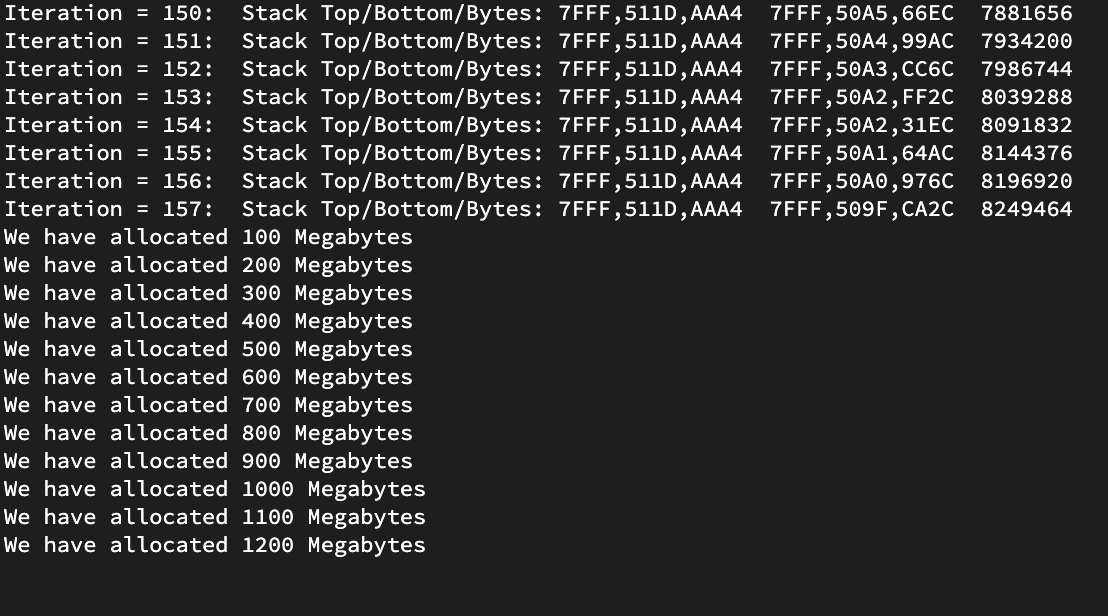 Iteration = 150:  Stack Top/Bottom/Bytes: 7FFF,511D,AAA4  7FFF,50A5,66EC  7881656
Iteration = 151:  Stack Top/Bottom/Bytes: 7FFF,511D,AAA4  7FFF,50A4,99AC  7934200
Iteration = 152:  Stack Top/Bottom/Bytes: 7FFF,511D,AAA4  7FFF,50A3,CC6C  7986744
Iteration = 153:  Stack Top/Bottom/Bytes: 7FFF,511D,AAA4  7FFF,50A2,FF2C  8039288
Iteration = 154:  Stack Top/Bottom/Bytes: 7FFF,511D,AAA4  7FFF,50A2,31EC  8091832
Iteration = 155:  Stack Top/Bottom/Bytes: 7FFF,511D,AAA4  7FFF,50A1,64AC  8144376
Iteration = 156:  Stack Top/Bottom/Bytes: 7FFF,511D,AAA4  7FFF,50A0,976C  8196920
Iteration = 157:  Stack Top/Bottom/Bytes: 7FFF,511D,AAA4  7FFF,509F,CA2C  8249464
We have allocated 100 Megabytes
We have allocated 200 Megabytes
We have allocated 300 Megabytes
We have allocated 400 Megabytes
We have allocated 500 Megabytes
We have allocated 600 Megabytes
We have allocated 700 Megabytes
We have allocated 800 Megabytes
We have allocated 900 Megabytes
We have allocated 1000 Megabytes
We have allocated 1100 Megabytes
We have allocated 1200 Megabytes